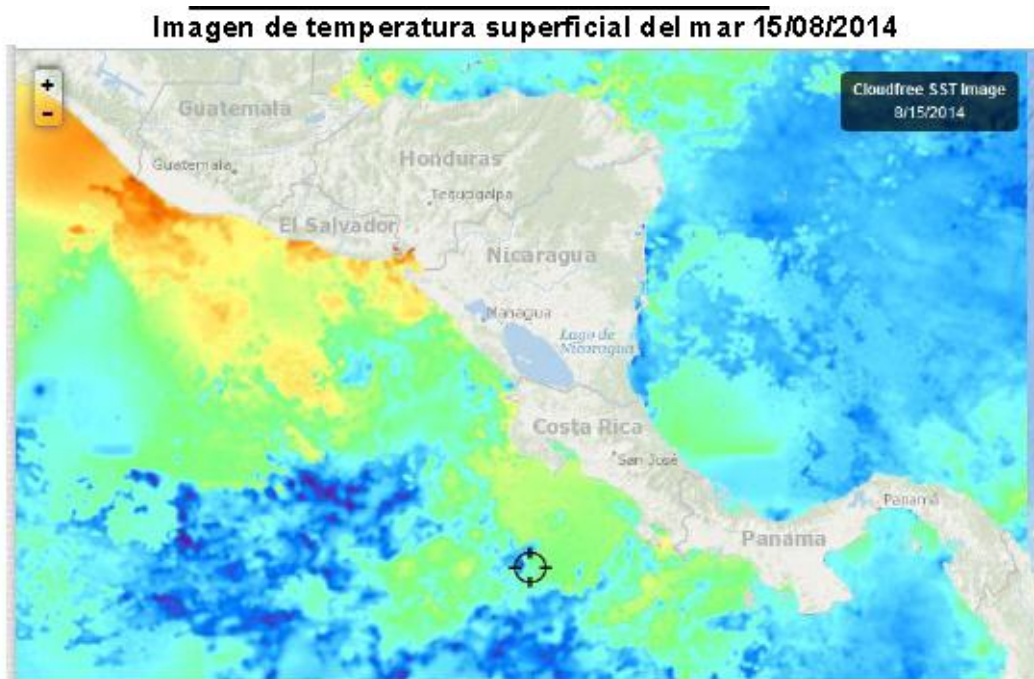 Imagen de temperatura superficial del mar 15/08/2014
+
-
Cloudfree SST Image
8/15/2014
Guatemala
Honduras
Guatemala
Tegucigalpa
El Salvador
Nicaragua
Managua
Lago de
Nicaragua
Costa Rica
San José
Panamá
Panama